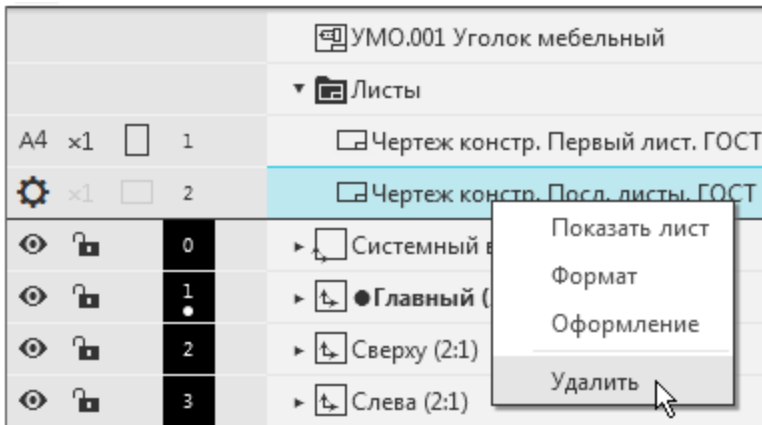 УМО.001 Уголок мебельный
Листы
А4 ×1 1 Чертеж констр. Первый лист. ГОСТ
×1 2 Чертеж констр. Посл. листы. ГОСТ
0 Системный в
1 Главный (
2 Сверху (2:1)
3 Слева (2:1)
Показать лист
Формат
Оформление
Удалить